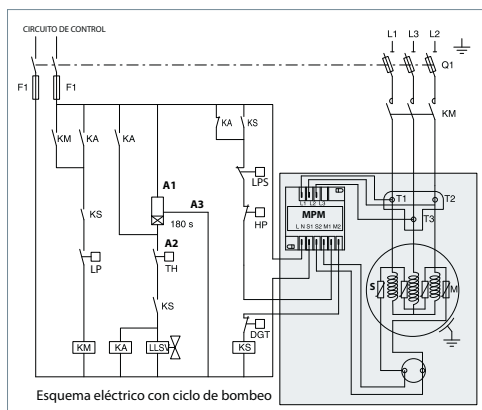 CIRCUITO DE CONTROL
L1 L3 L2
F1 F1
Q1
KM KA KA KA KS KM
A1
A3
LPS
180 s
HP
L1 L2 L3
MPM
L N S1 S2 M1 M2
T1 T2
T3
KS
A2
LP TH
KS
S M
DGT
KM KA LLSV KS
Esquema eléctrico con ciclo de bombeo